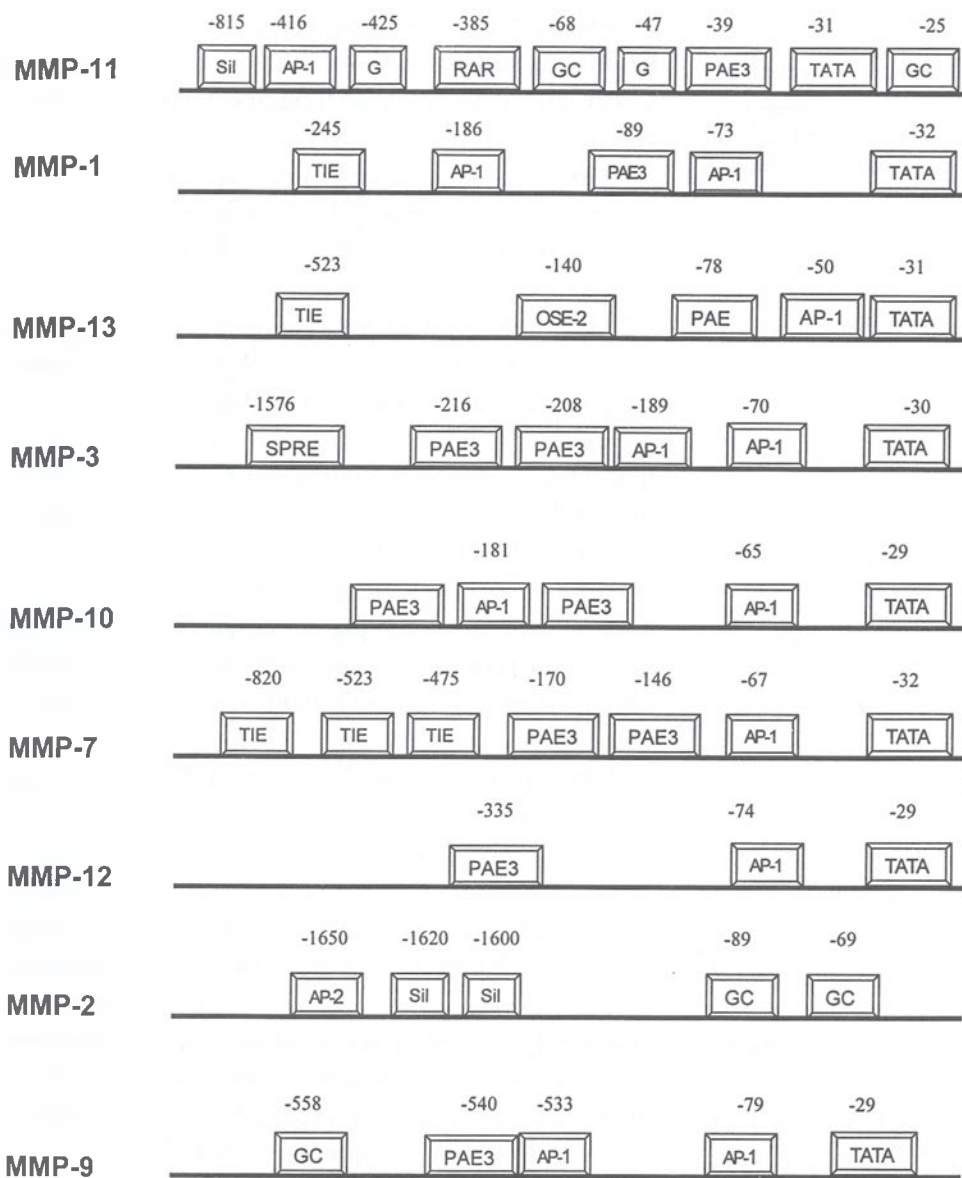 -815 -416 -425 -385 -68 -47 -39 -31 -25
MMP-11 Sil AP-1 G RAR GC G PAE3 TATA GC
-245 -186 -89 -73 -32
MMP-1 TIE AP-1 PAE3 AP-1 TATA
-523 -140 -78 -50 -31
MMP-13 TIE OSE-2 PAE AP-1 TATA
-1576 -216 -208 -189 -70 -30
MMP-3 SPRE PAE3 PAE3 AP-1 AP-1 TATA
-181 -65 -29
MMP-10 PAE3 AP-1 PAE3 AP-1 TATA
-820 -523 -475 -170 -146 -67 -32
MMP-7 TIE TIE TIE PAE3 PAE3 AP-1 TATA
-335 -74 -29
MMP-12 PAE3 AP-1 TATA
-1650 -1620 -1600 -89 -69
MMP-2 AP-2 Sil Sil GC GC
-558 -540 -533 -79 -29
MMP-9 GC PAE3 AP-1 AP-1 TATA